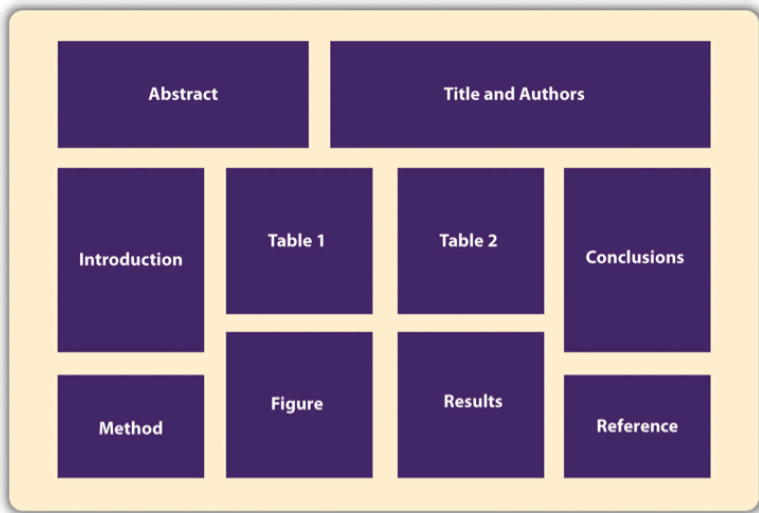 Abstract
Title and Authors
Introduction
Table 1
Table 2
Conclusions
Method
Figure
Results
Reference